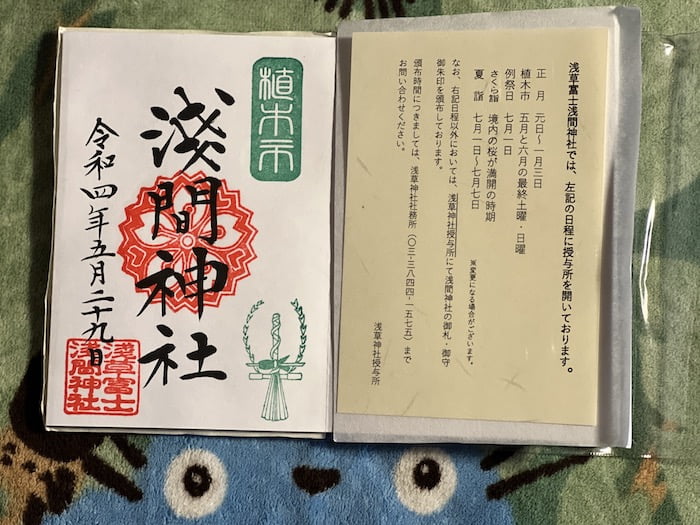 浅草富士浅間神社では、左記の日程に授与所を開いております。
正月 元日〜一月三日
植木市 五月と六月の最終土曜・日曜
例祭日 七月一日
さくら詣 境内の桜が満開の時期
夏詣 七月一日〜七月七日
※変更になる場合がございます。
なお、右記日程以外においては、浅草神社授与所にて浅間神社の御札・御守
御朱印を頒布しております。
頒布時間につきましては、浅草神社社務所(〇三-三八四四-一五七五)まで
お問い合わせください。
浅草神社授与所
植木市
淺間神社
令和四年五月二十九日
浅草富士
浅間神社